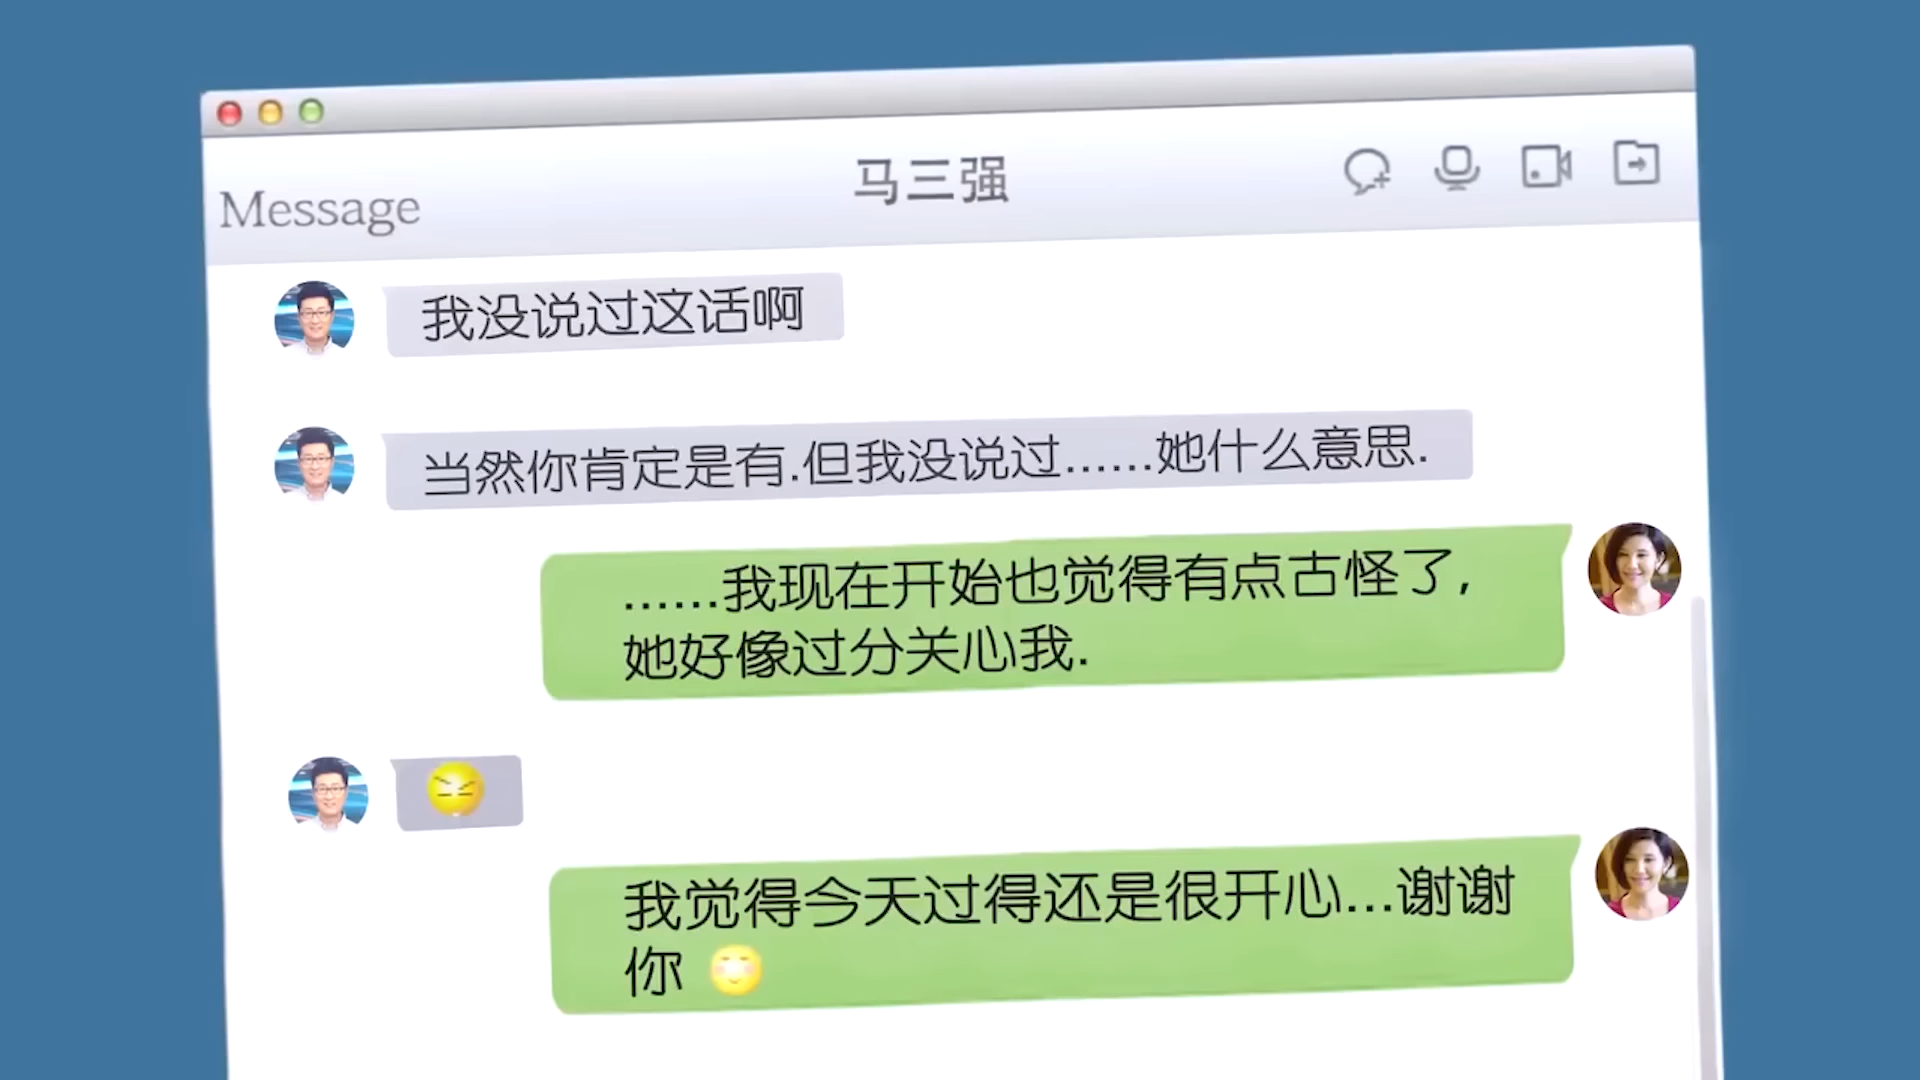 马三强
Message
我没说过这话啊
当然你肯定是有.但我没说过......她什么意思.
......我现在开始也觉得有点古怪了,
她好像过分关心我.
我觉得今天过得还是很开心...谢谢
你